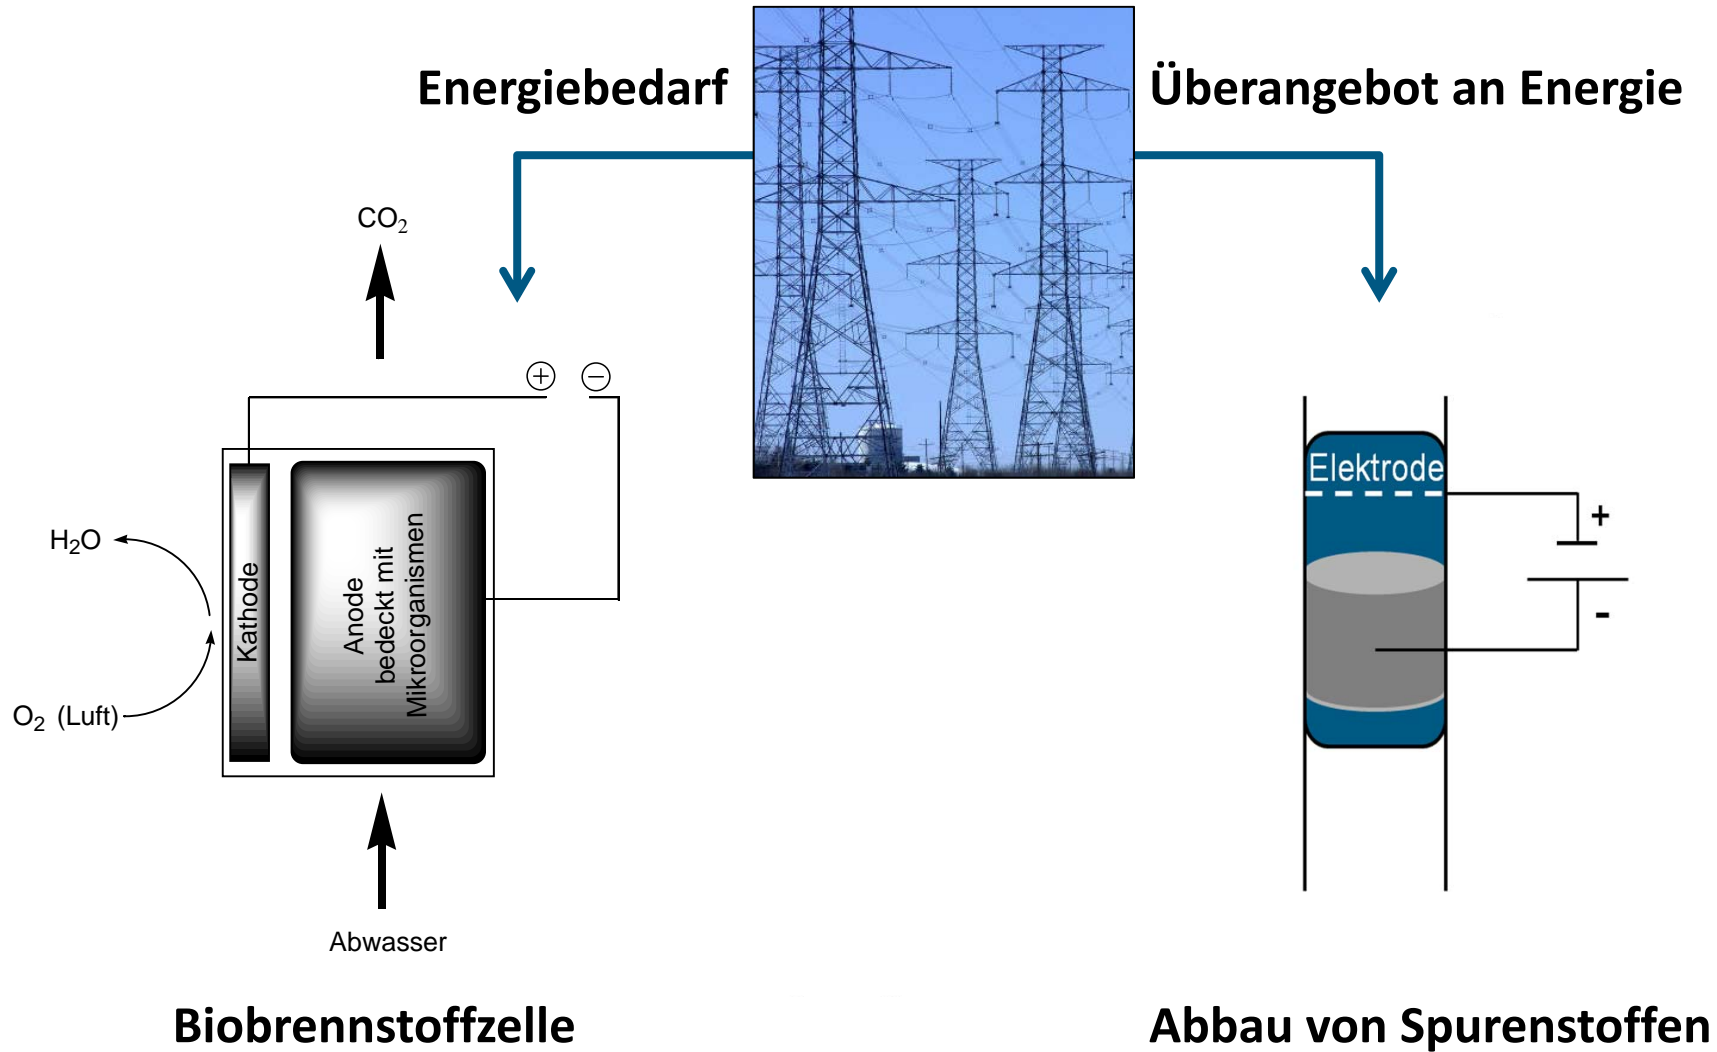 Energiebedarf
Überangebot an Energie
CO₂
+ −
Elektrode
+
-
H₂O
O₂ (Luft)
Kathode
Anode
bedeckt mit
Mikroorganismen
Abwasser
Biobrennstoffzelle
Abbau von Spurenstoffen